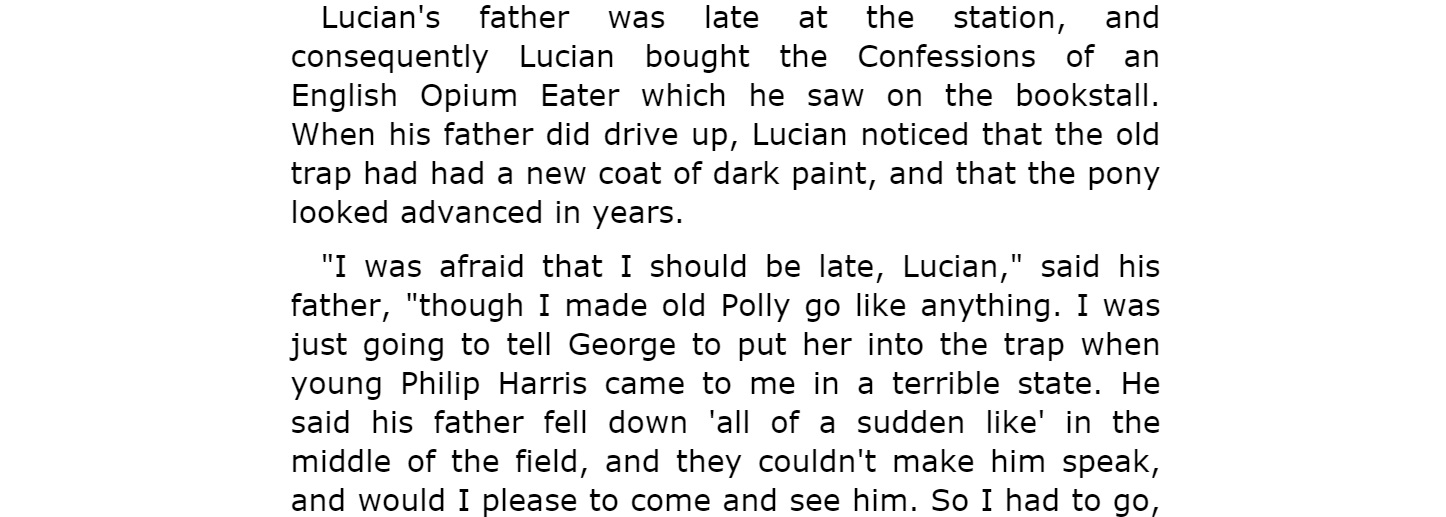 Lucian's father was late at the station, and
consequently Lucian bought the Confessions of an
English Opium Eater which he saw on the bookstall.
When his father did drive up, Lucian noticed that the old
trap had had a new coat of dark paint, and that the pony
looked advanced in years.
"I was afraid that I should be late, Lucian," said his
father, "though I made old Polly go like anything. I was
just going to tell George to put her into the trap when
young Philip Harris came to me in a terrible state. He
said his father fell down 'all of a sudden like' in the
middle of the field, and they couldn't make him speak,
and would I please to come and see him. So I had to go,